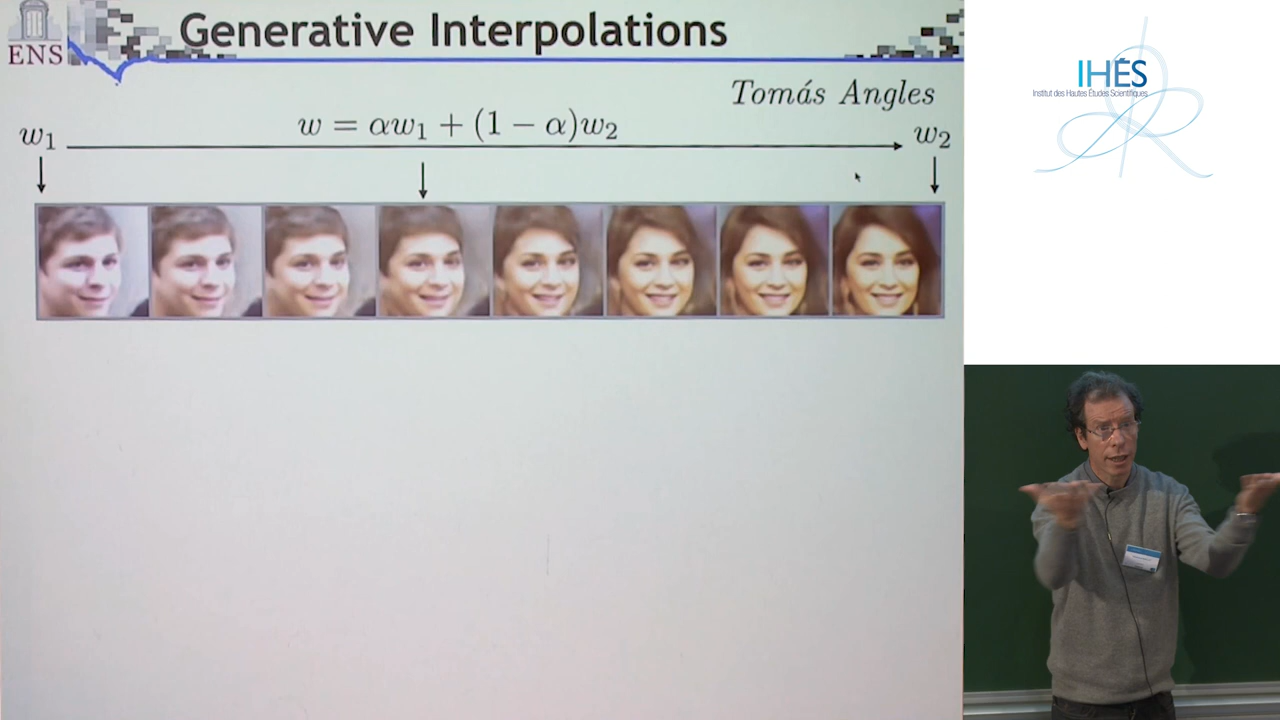 ENS
Generative Interpolations
Tomás Angles
w₁
w = αw₁ + (1 − α)w₂
w₂
IHÉS
Institut des Hautes Études Scientifiques